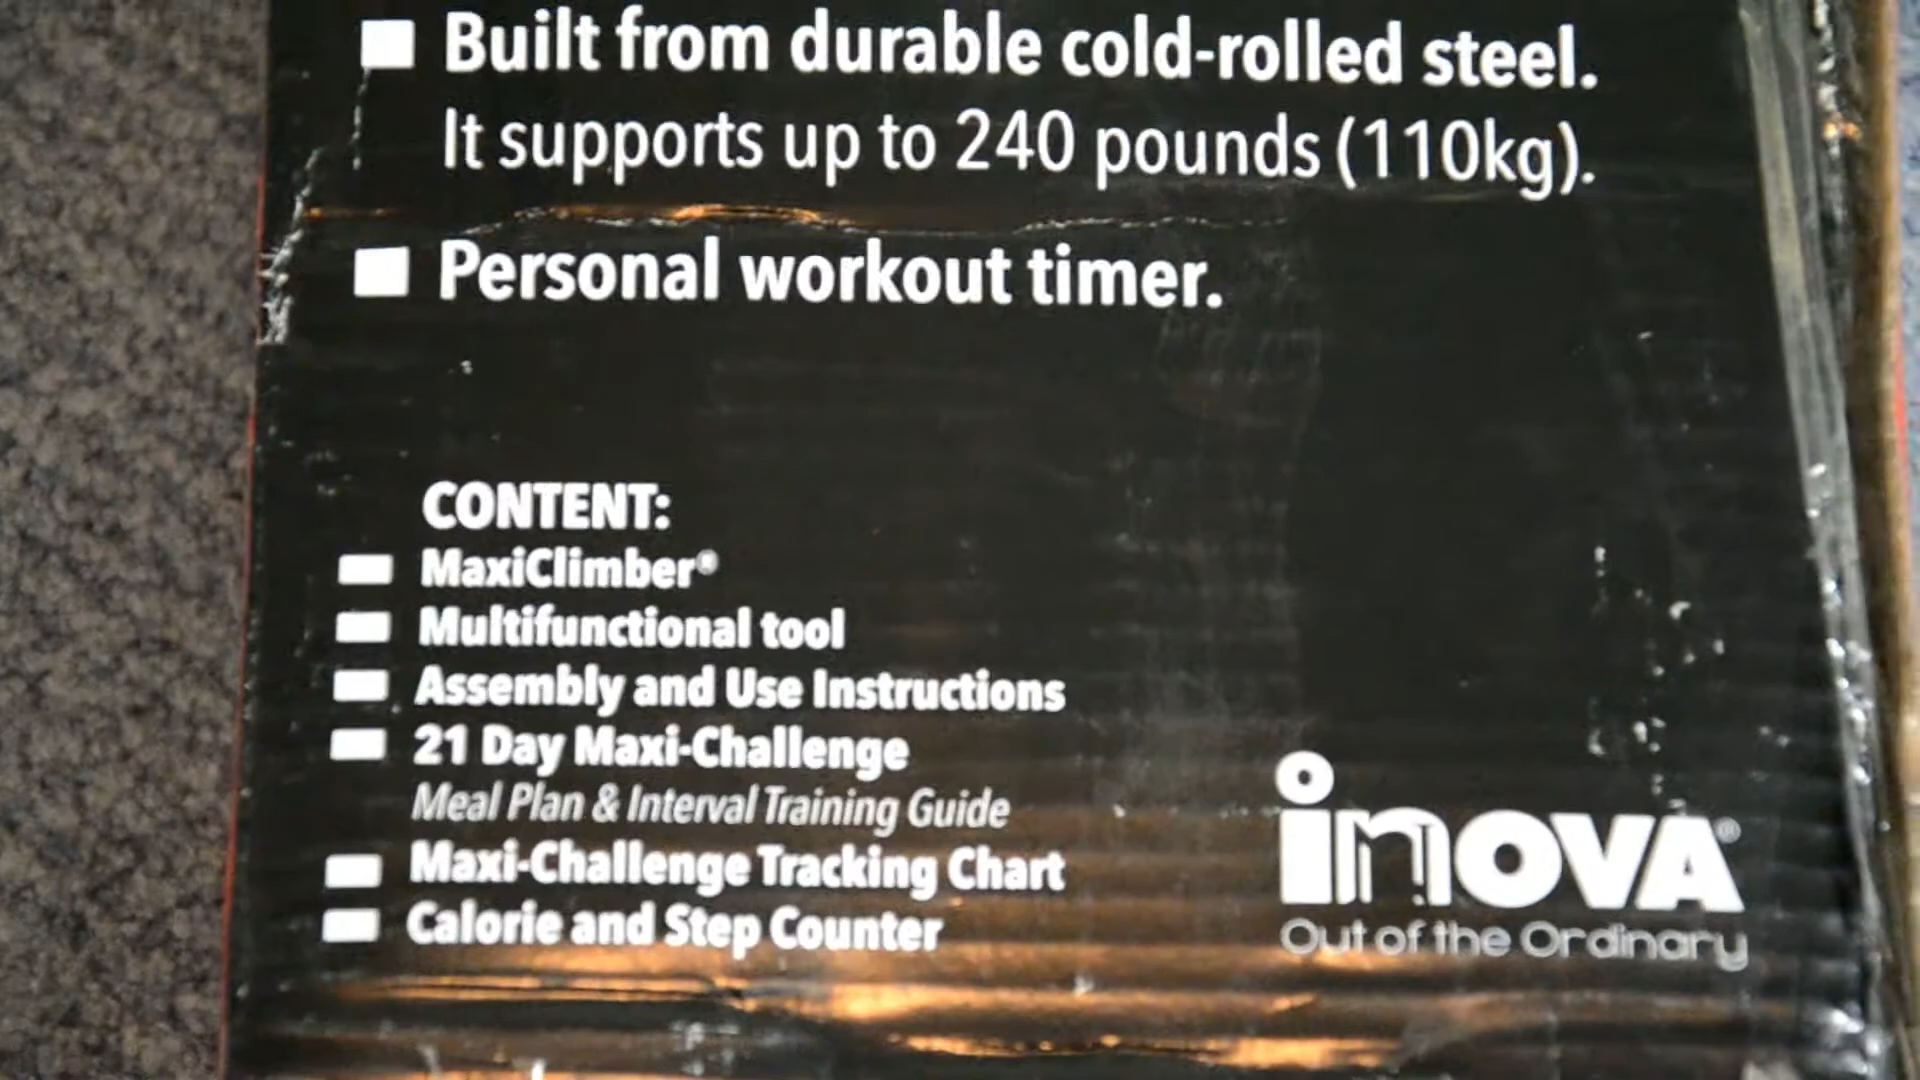 Built from durable cold-rolled steel.
It supports up to 240 pounds (110kg).
Personal workout timer.
CONTENT:
MaxiClimber®
Multifunctional tool
Assembly and Use Instructions
21 Day Maxi-Challenge
Meal Plan & Interval Training Guide
Maxi-Challenge Tracking Chart
Calorie and Step Counter
inOVA®
Out of the Ordinary